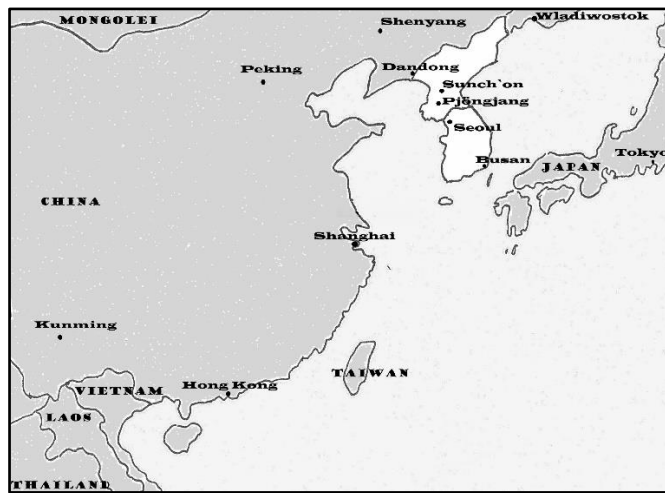 MONGOLEI
Wladiwostok
Shenyang
Peking
Dandong
Sunch`on
Pjöngjang
Seoul
Busan
Tokyo
JAPAN
CHINA
Shanghai
Kunming
TAIWAN
VIETNAM
Hong Kong
LAOS
THAILAND